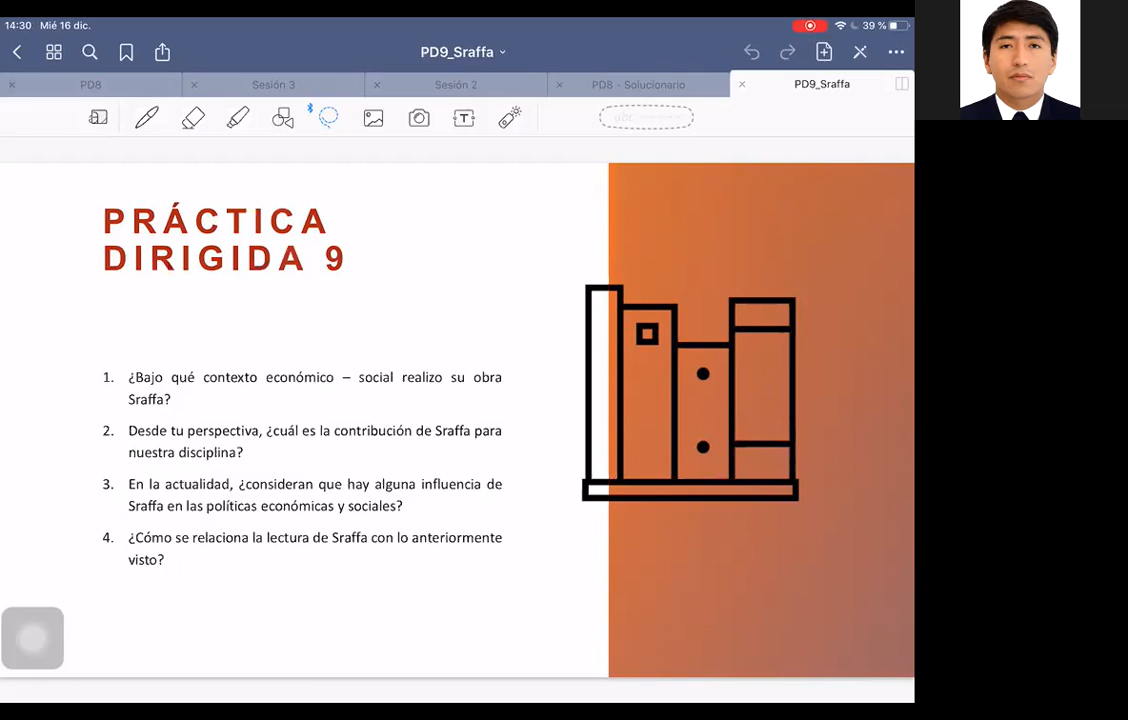 14:30 Mié 16 dic.
39 %
PD9_Sraffa
PD8
Sesión 3
Sesión 2
PD8 - Solucionario
PD9_Sraffa
T
abc
PRÁCTICA
DIRIGIDA 9
1. ¿Bajo qué contexto económico – social realizo su obra
Sraffa?
2. Desde tu perspectiva, ¿cuál es la contribución de Sraffa para
nuestra disciplina?
3. En la actualidad, ¿consideran que hay alguna influencia de
Sraffa en las políticas económicas y sociales?
4. ¿Cómo se relaciona la lectura de Sraffa con lo anteriormente
visto?